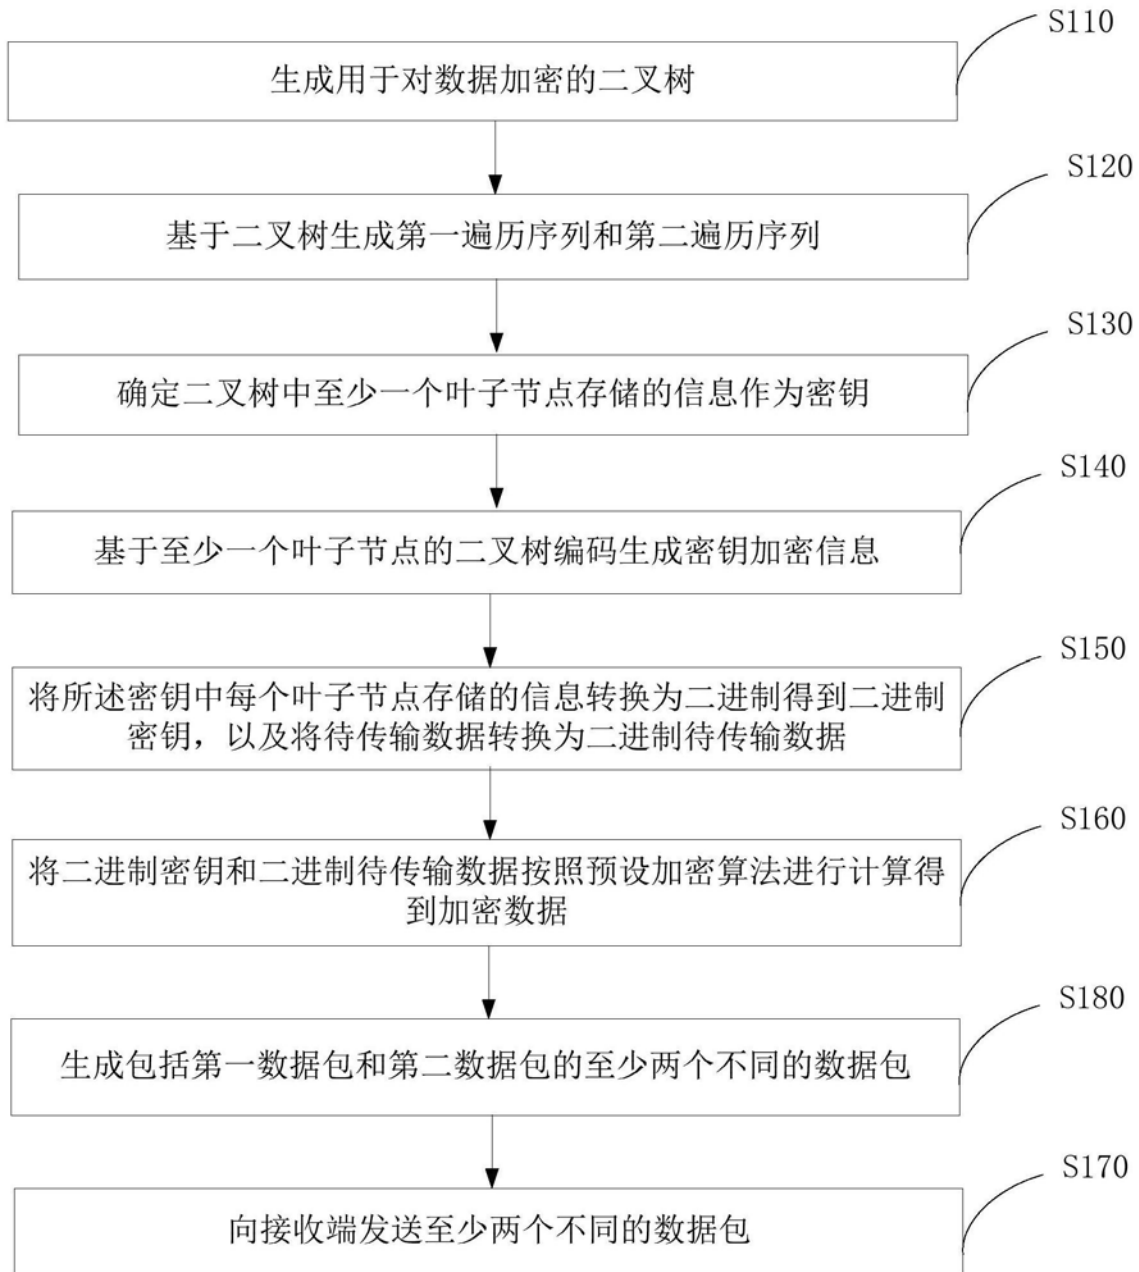 S110
生成用于对数据加密的二叉树
S120
基于二叉树生成第一遍历序列和第二遍历序列
S130
确定二叉树中至少一个叶子节点存储的信息作为密钥
S140
基于至少一个叶子节点的二叉树编码生成密钥加密信息
S150
将所述密钥中每个叶子节点存储的信息转换为二进制得到二进制
密钥，以及将待传输数据转换为二进制待传输数据
S160
将二进制密钥和二进制待传输数据按照预设加密算法进行计算得
到加密数据
S180
生成包括第一数据包和第二数据包的至少两个不同的数据包
S170
向接收端发送至少两个不同的数据包